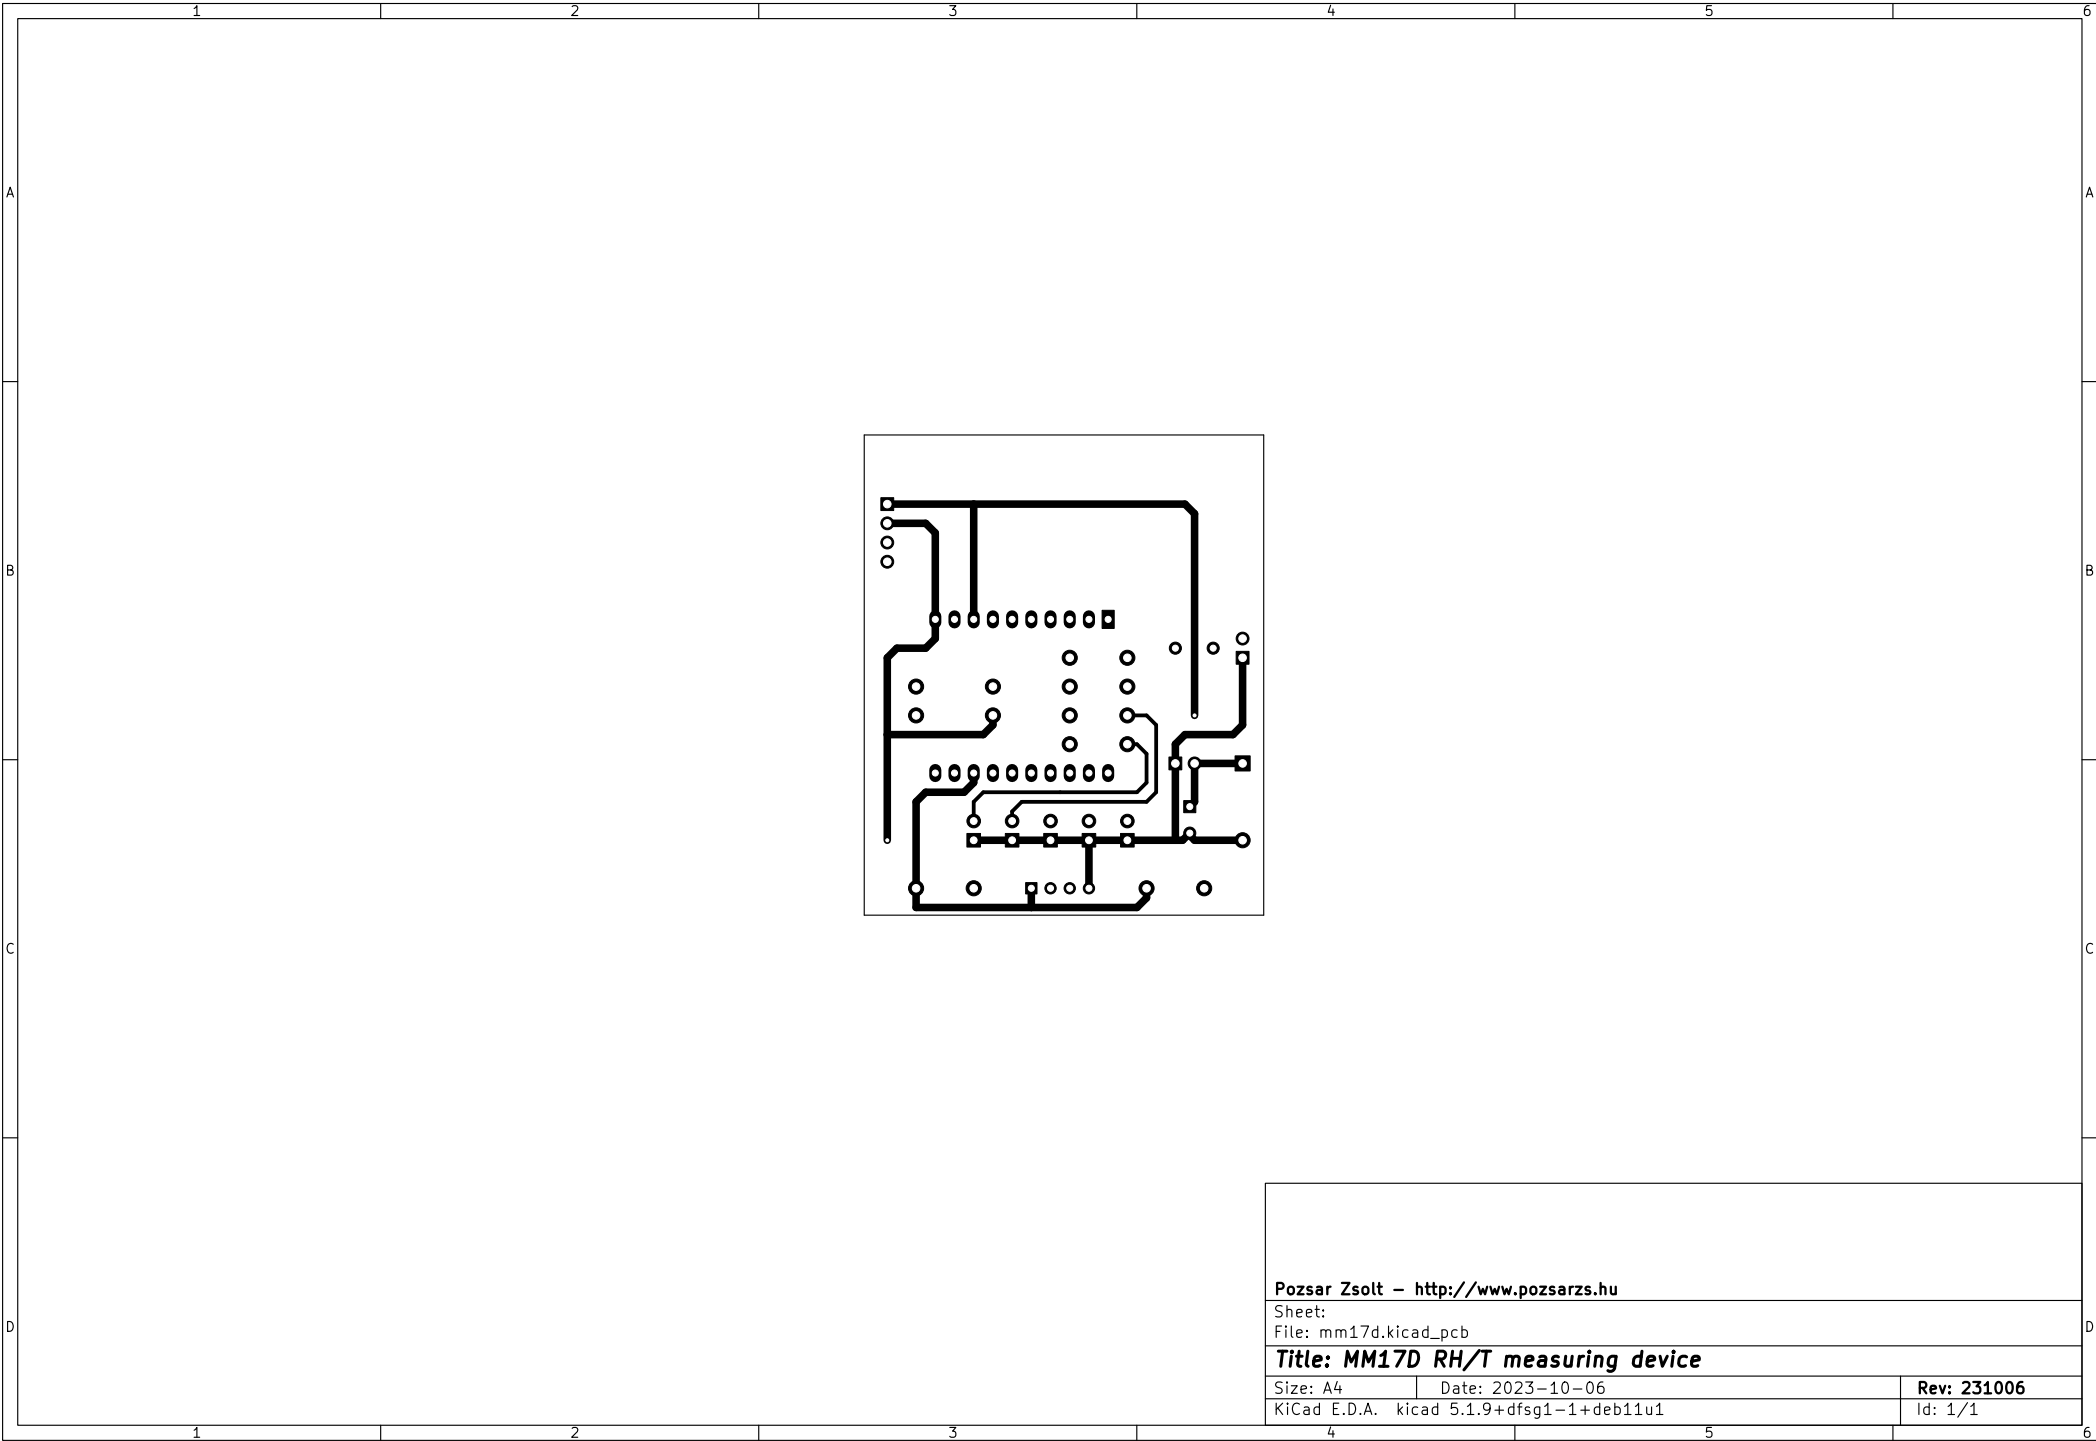 1 2 3 4 5 6
A A
B B
C C
Pozsar Zsolt – http://www.pozsarzs.hu
Sheet:
File: mm17d.kicad_pcb
D D
Title: MM17D RH/T measuring device
Size: A4 Date: 2023-10-06 Rev: 231006
KiCad E.D.A. kicad 5.1.9+dfsg1-1+deb11u1 Id: 1/1
1 2 3 4 5 6